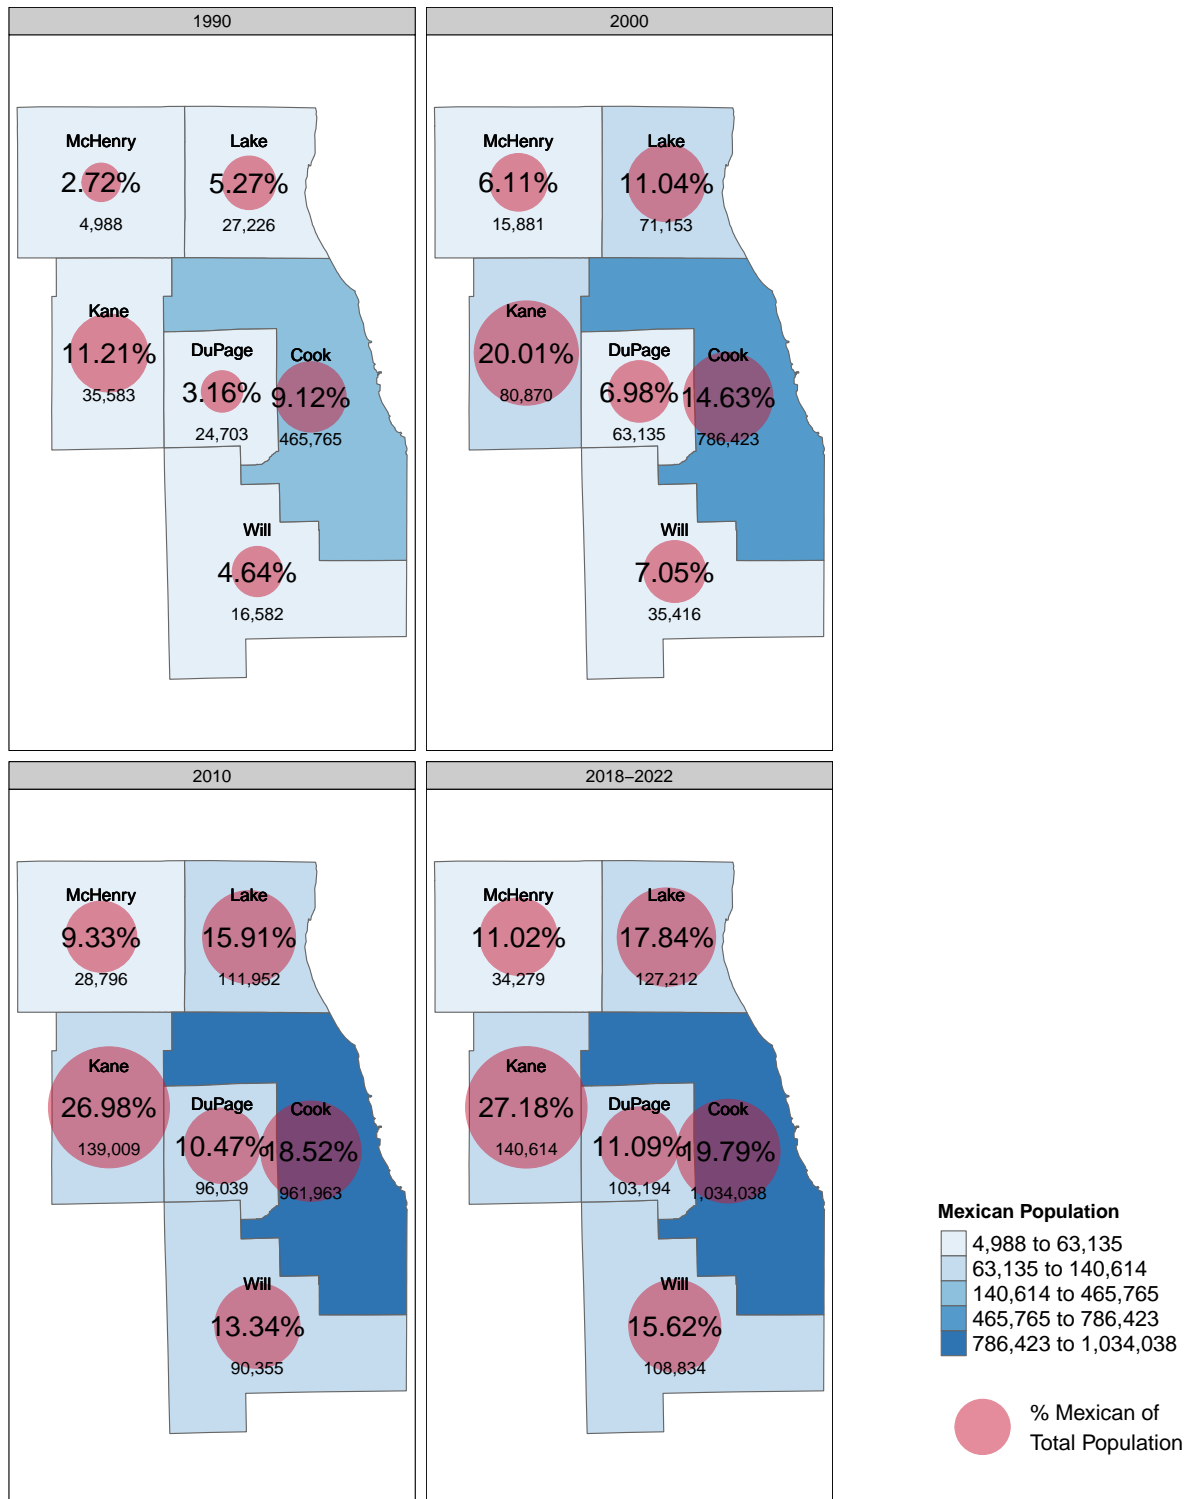 1990
McHenry
2.72%
4,988
Lake
5.27%
27,226
Kane
11.21%
35,583
DuPage
3.16%
24,703
Cook
9.12%
465,765
Will
4.64%
16,582
2000
McHenry
6.11%
15,881
Lake
11.04%
71,153
Kane
20.01%
80,870
DuPage
6.98%
63,135
Cook
14.63%
786,423
Will
7.05%
35,416
2010
McHenry
9.33%
28,796
Lake
15.91%
111,952
Kane
26.98%
139,009
DuPage
10.47%
96,039
Cook
18.52%
961,963
Will
13.34%
90,355
2018–2022
McHenry
11.02%
34,279
Lake
17.84%
127,212
Kane
27.18%
140,614
DuPage
11.09%
103,194
Cook
19.79%
1,034,038
Will
15.62%
108,834
Mexican Population
4,988 to 63,135
63,135 to 140,614
140,614 to 465,765
465,765 to 786,423
786,423 to 1,034,038
% Mexican of
Total Population